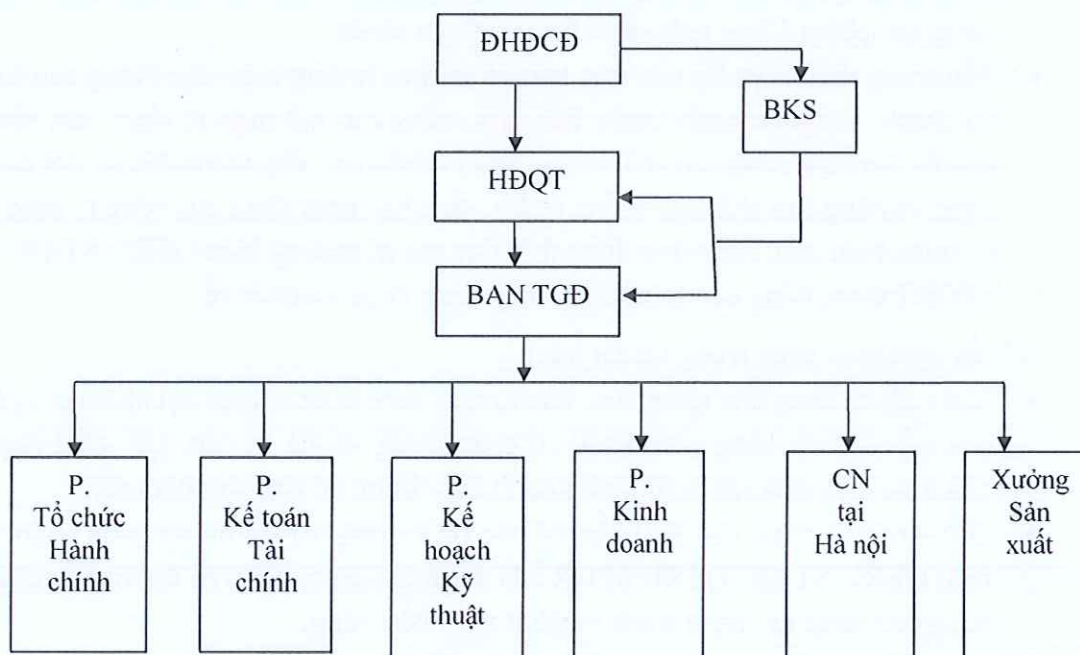 ĐHĐCĐ
BKS
HĐQT
BAN TGĐ
P.
Tổ chức
Hành
chính
P.
Kế toán
Tài
chính
P.
Kế
hoạch
Kỹ
thuật
P.
Kinh
doanh
CN
tại
Hà nội
Xưởng
Sản
xuất